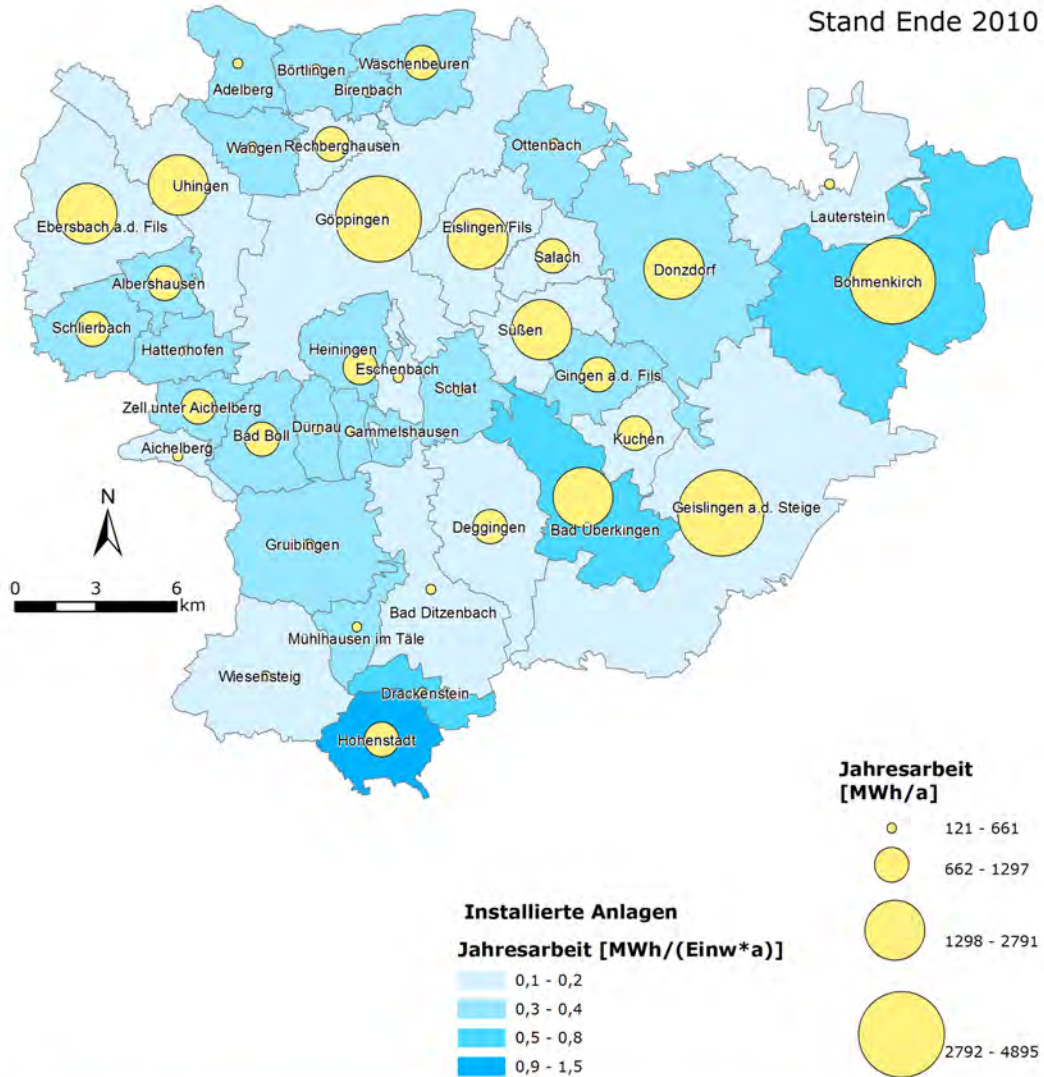 Stand Ende 2010
Adelberg
Börtlingen
Wäschenbeuren
Birenbach
Wangen
Rechberghausen
Ottenbach
Uhingen
Ebersbach a.d. Fils
Göppingen
Eislingen/Fils
Lauterstein
Salach
Donzdorf
Böhmenkirch
Albershausen
Schlierbach
Süßen
Hattenhofen
Heiningen
Eschenbach
Gingen a.d. Fils
Schlat
Zell unter Aichelberg
Bad Boll
Dürnau
Gammelshausen
Kuchen
Aichelberg
N
Deggingen
Bad Überkingen
Geislingen a.d. Steige
Gruibingen
0 3 6
km
Bad Ditzenbach
Mühlhausen im Täle
Wiesensteig
Drackenstein
Hohenstadt
Jahresarbeit
[MWh/a]
121 - 661
662 - 1297
1298 - 2791
2792 - 4895
Installierte Anlagen
Jahresarbeit [MWh/(Einw*a)]
0,1 - 0,2
0,3 - 0,4
0,5 - 0,8
0,9 - 1,5